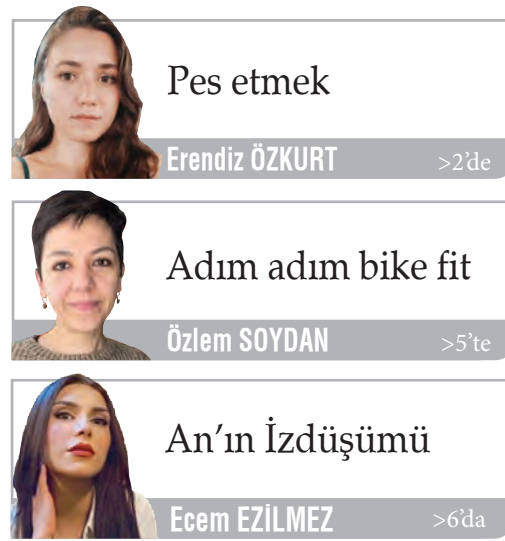 Pes etmek
Erendiz ÖZKURT >2’de
Adım adım bike fit
Özlem SOYDAN >5’te
An’ın İzdüşümü
Ecem EZİLMEZ >6’da